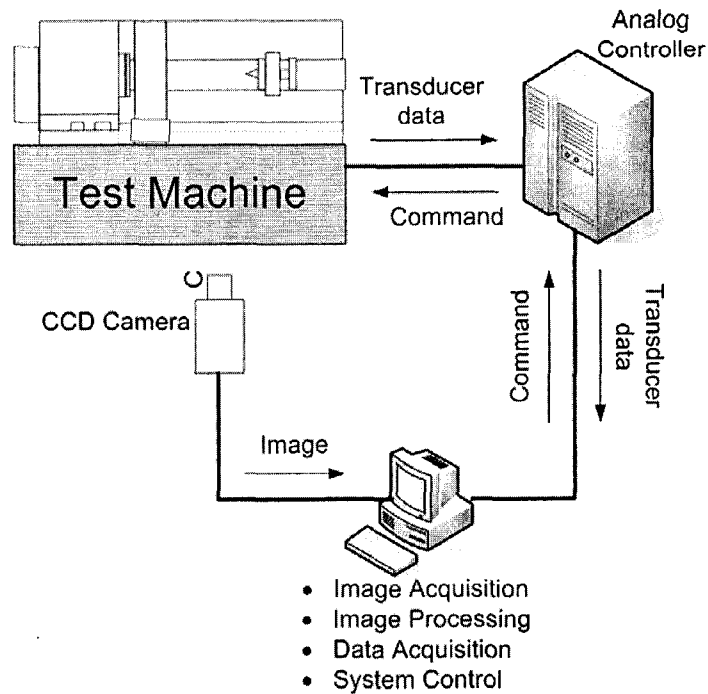 Analog
Controller
Transducer
data
Test Machine
Command
CCD Camera
Command
Transducer
data
Image
• Image Acquisition
• Image Processing
• Data Acquisition
• System Control